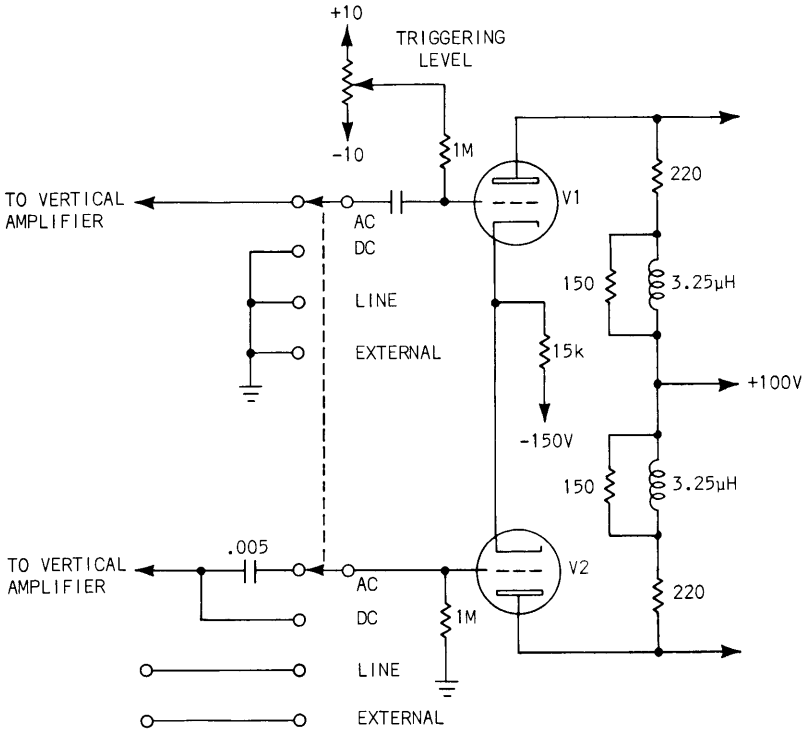 +10
TRIGGERING
LEVEL
-10
1M
220
TO VERTICAL
AMPLIFIER
AC
V1
DC
150
3.25µH
LINE
15k
EXTERNAL
+100V
-150V
150
3.25µH
.005
TO VERTICAL
AMPLIFIER
AC
V2
220
DC
1M
LINE
EXTERNAL